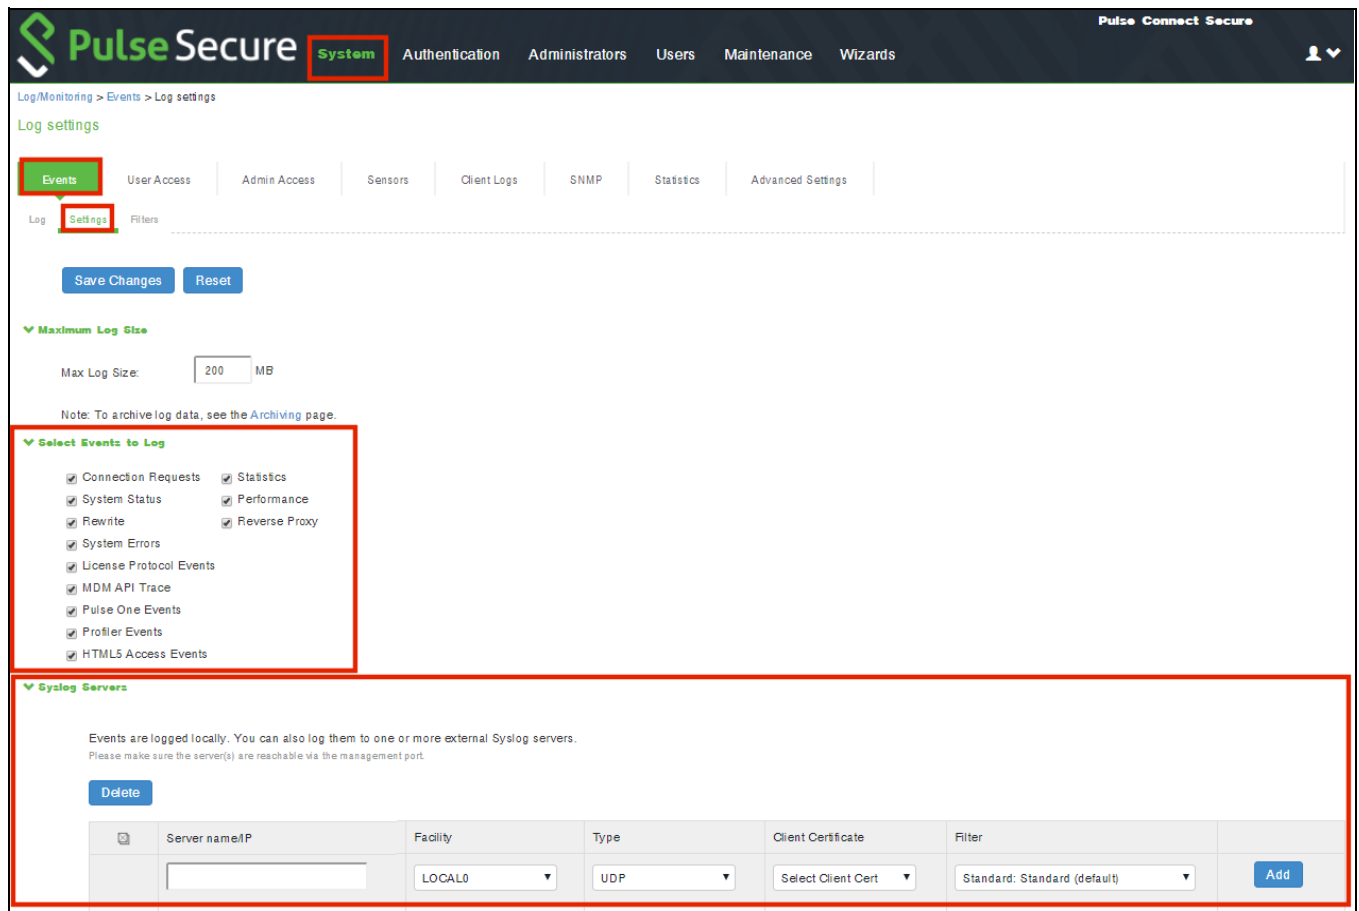 Pulse Connect Secure
Pulse Secure System Authentication Administrators Users Maintenance Wizards
Log/Monitoring > Events > Log settings
Log settings
Events User Access Admin Access Sensors Client Logs SNMP Statistics Advanced Settings
Log Settings Filters
Save Changes Reset
Maximum Log Size
Max Log Size: 200 MB
Note: To archive log data, see the Archiving page.
Select Events to Log
Connection Requests Statistics
System Status Performance
Rewrite Reverse Proxy
System Errors
License Protocol Events
MDM API Trace
Pulse One Events
Profiler Events
HTML5 Access Events
Syslog Servers
Events are logged locally. You can also log them to one or more external Syslog servers.
Please make sure the server(s) are reachable via the management port.
Delete
Server name/IP Facility Type Client Certificate Filter
LOCAL0 UDP Select Client Cert Standard: Standard (default) Add